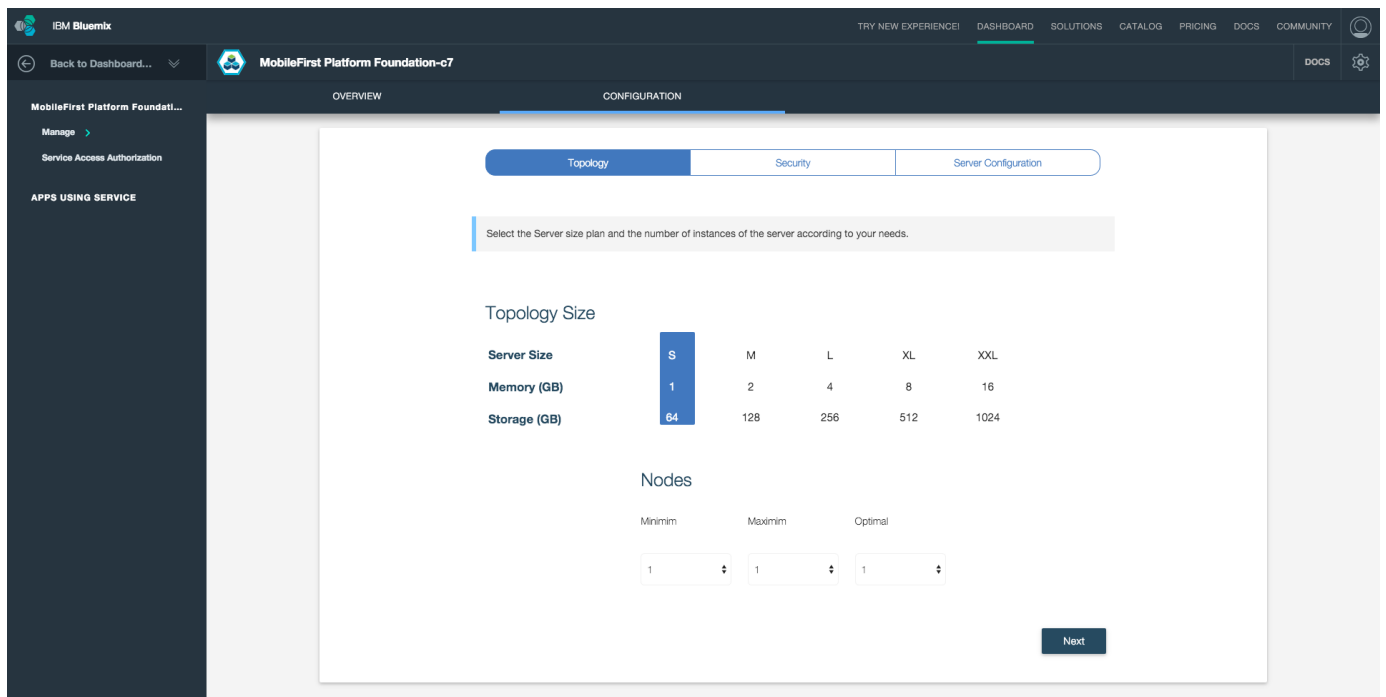 IBM Bluemix
TRY NEW EXPERIENCE! DASHBOARD SOLUTIONS CATALOG PRICING DOCS COMMUNITY
Back to Dashboard...
MobileFirst Platform Foundation-c7
DOCS
MobileFirst Platform Foundati...
Manage
Service Access Authorization
APPS USING SERVICE
OVERVIEW CONFIGURATION
Topology Security Server Configuration
Select the Server size plan and the number of instances of the server according to your needs.
Topology Size
Server Size S M L XL XXL
Memory (GB) 1 2 4 8 16
Storage (GB) 64 128 256 512 1024
Nodes
Minimim Maximim Optimal
1 1 1
Next